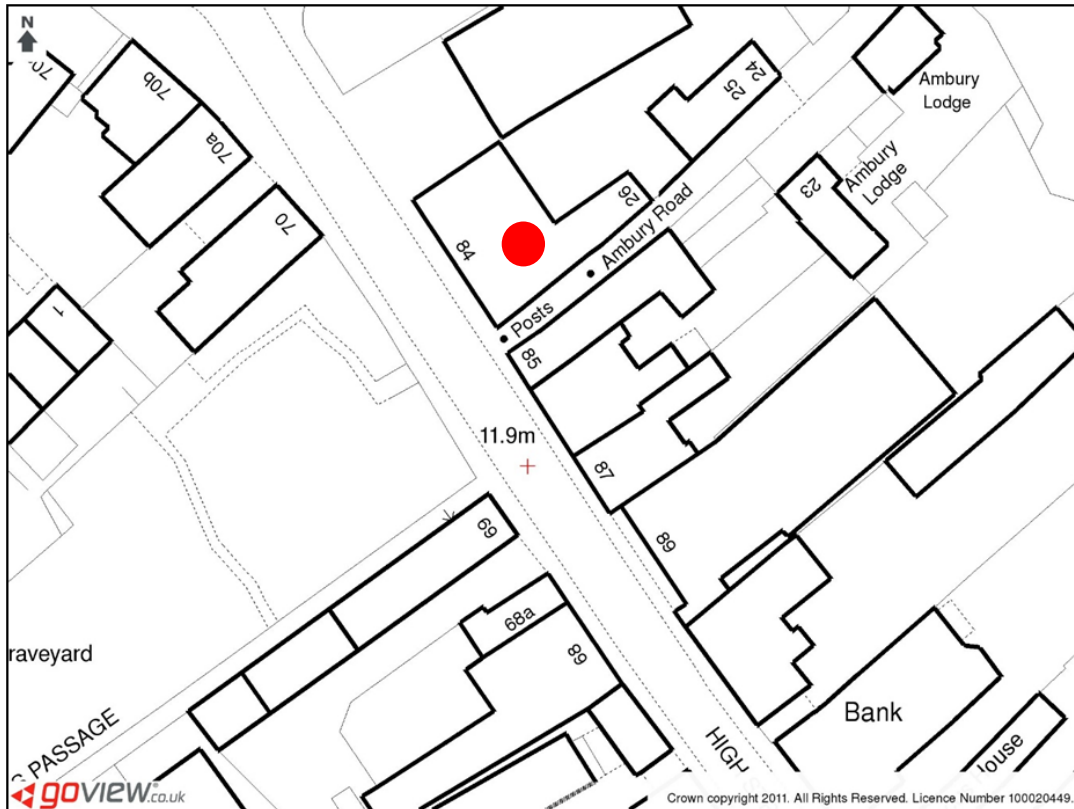 N
70b
70a
70
1
24
25
26
Ambury
Lodge
23
Ambury
Lodge
84
Ambury Road
Posts
85
11.9m
87
89
69
68a
68
raveyard
PASSAGE
HIGH
Bank
House
goview.co.uk
Crown copyright 2011. All Rights Reserved. Licence Number 100020449.